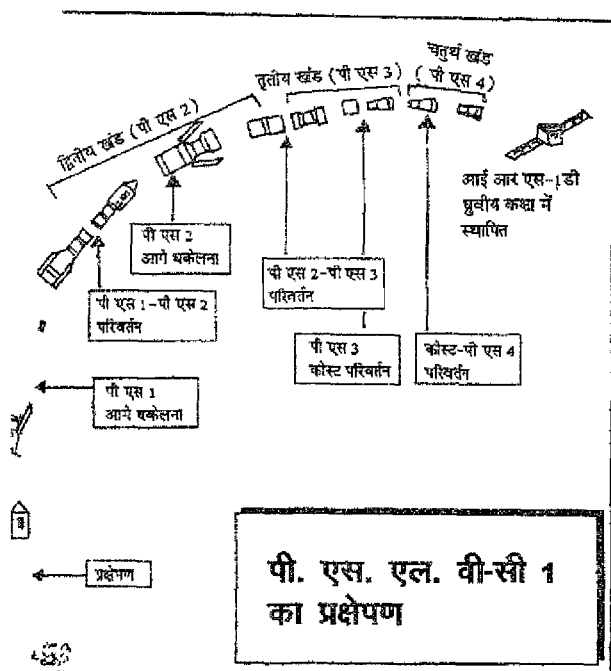 चतुर्थ खंड
(पी एस 4)
तृतीय खंड (पी एस 3)
द्वितीय खंड (पी एस 2)
आई आर एस-1डी
ध्रुवीय कक्षा में
स्थापित
पी एस 2
आगे धकेलना
पी एस 2-पी एस 3
परिवर्तन
पी एस 1-पी एस 2
परिवर्तन
पी एस 3
कोस्ट परिवर्तन
कोस्ट-पी एस 4
परिवर्तन
पी एस 1
आगे धकेलना
प्रक्षेपण
पी. एस. एल. वी-सी 1
का प्रक्षेपण